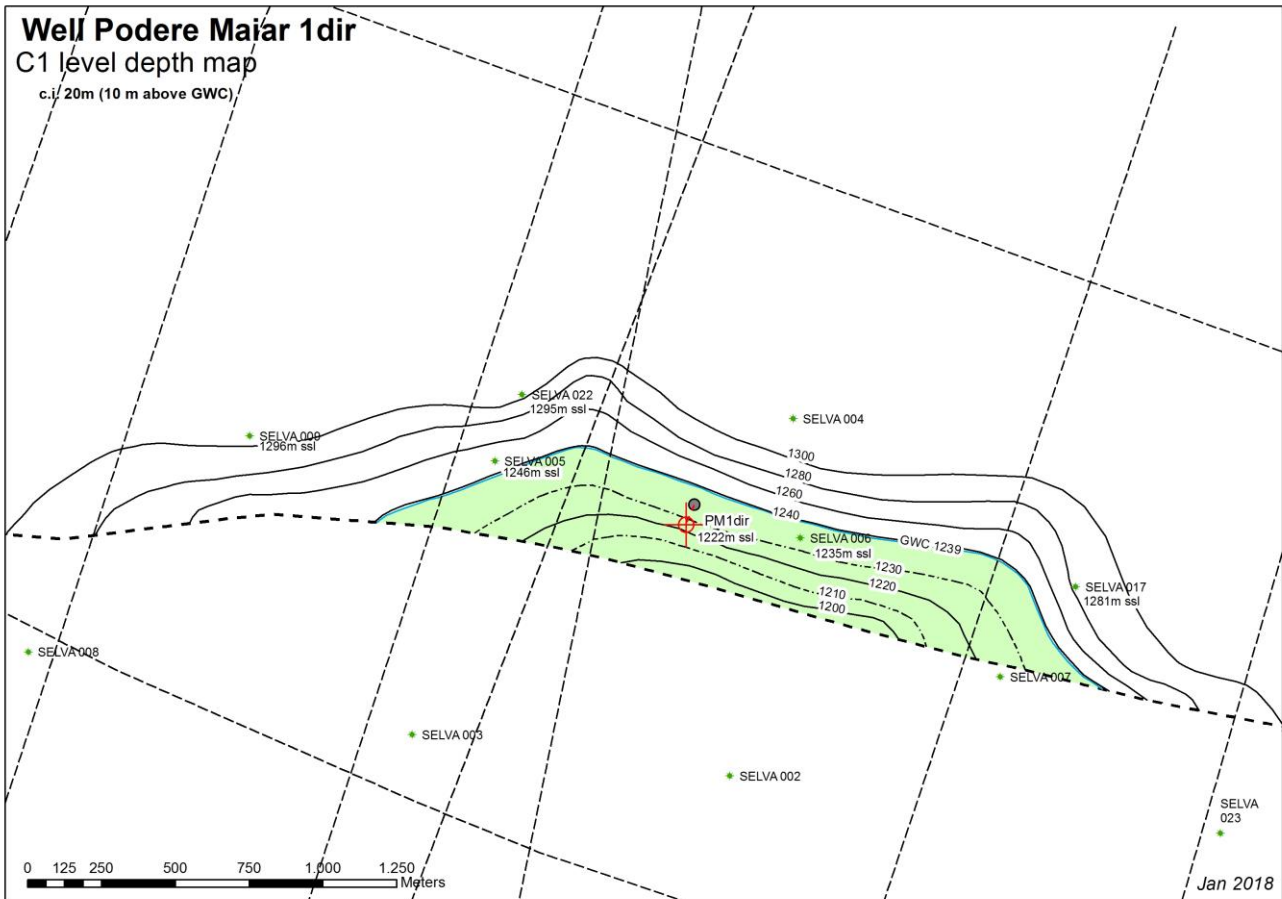 Well Podere Maiar 1dir
C1 level depth map
c.i. 20m (10 m above GWC)
SELVA 022
1295m ssl
SELVA 009
1296m ssl
SELVA 004
SELVA 005
1246m ssl
1300
1280
1260
1240
PM1dir
1222m ssl
SELVA 006
1235m ssl
GWC 1239
1230
1220
1210
1200
SELVA 017
1281m ssl
SELVA 008
SELVA 007
SELVA 003
SELVA 002
SELVA
023
0 125 250 500 750 1.000 1.250
Meters
Jan 2018